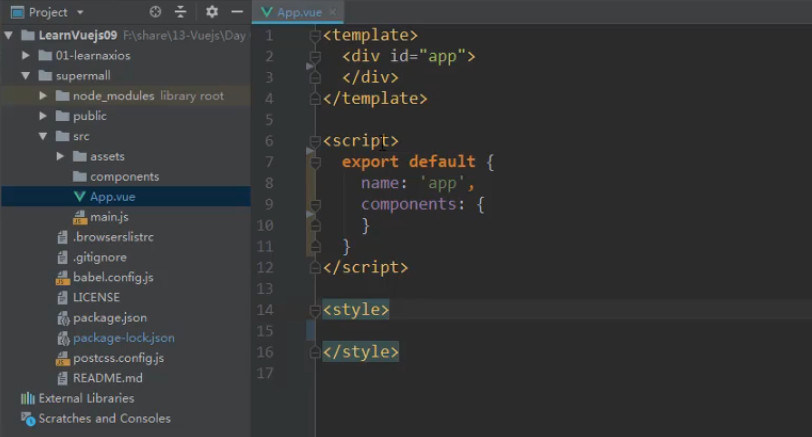 Project
App.vue
LearnVuejs09 F:\share\13-Vuejs\Day
01-learnaxios
supermall
node_modules library root
public
src
assets
components
App.vue
main.js
.browserslistrc
.gitignore
babel.config.js
LICENSE
package.json
package-lock.json
postcss.config.js
README.md
External Libraries
Scratches and Consoles
1 <template>
2 <div id="app">
3 </div>
4 </template>
5
6 <script>
7 export default {
8 name: 'app',
9 components: {
10 }
11 }
12 </script>
13
14 <style>
15
16 </style>
17